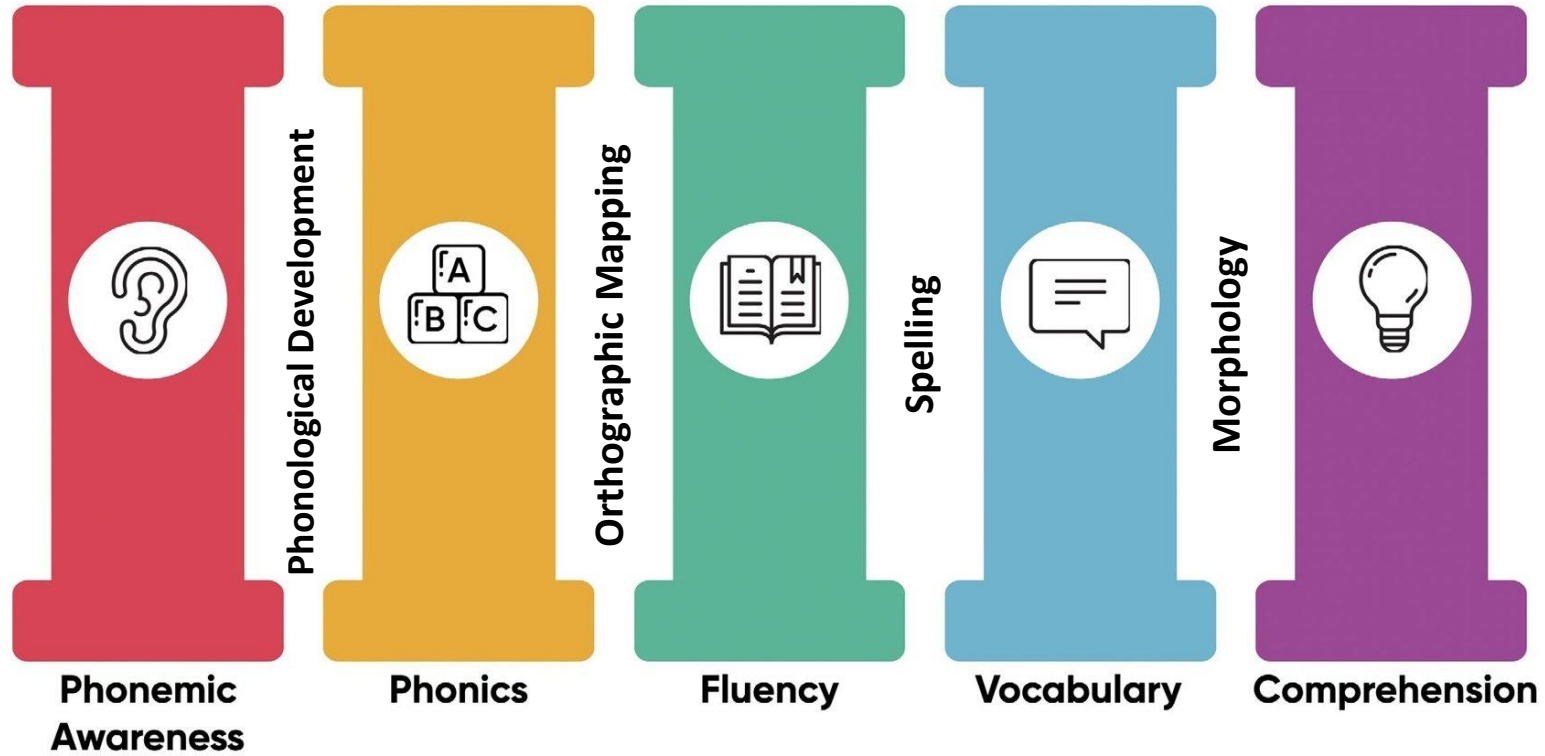 Phonological Development
Orthographic Mapping
Spelling
Morphology
A
B C
Phonemic
Awareness
Phonics
Fluency
Vocabulary
Comprehension